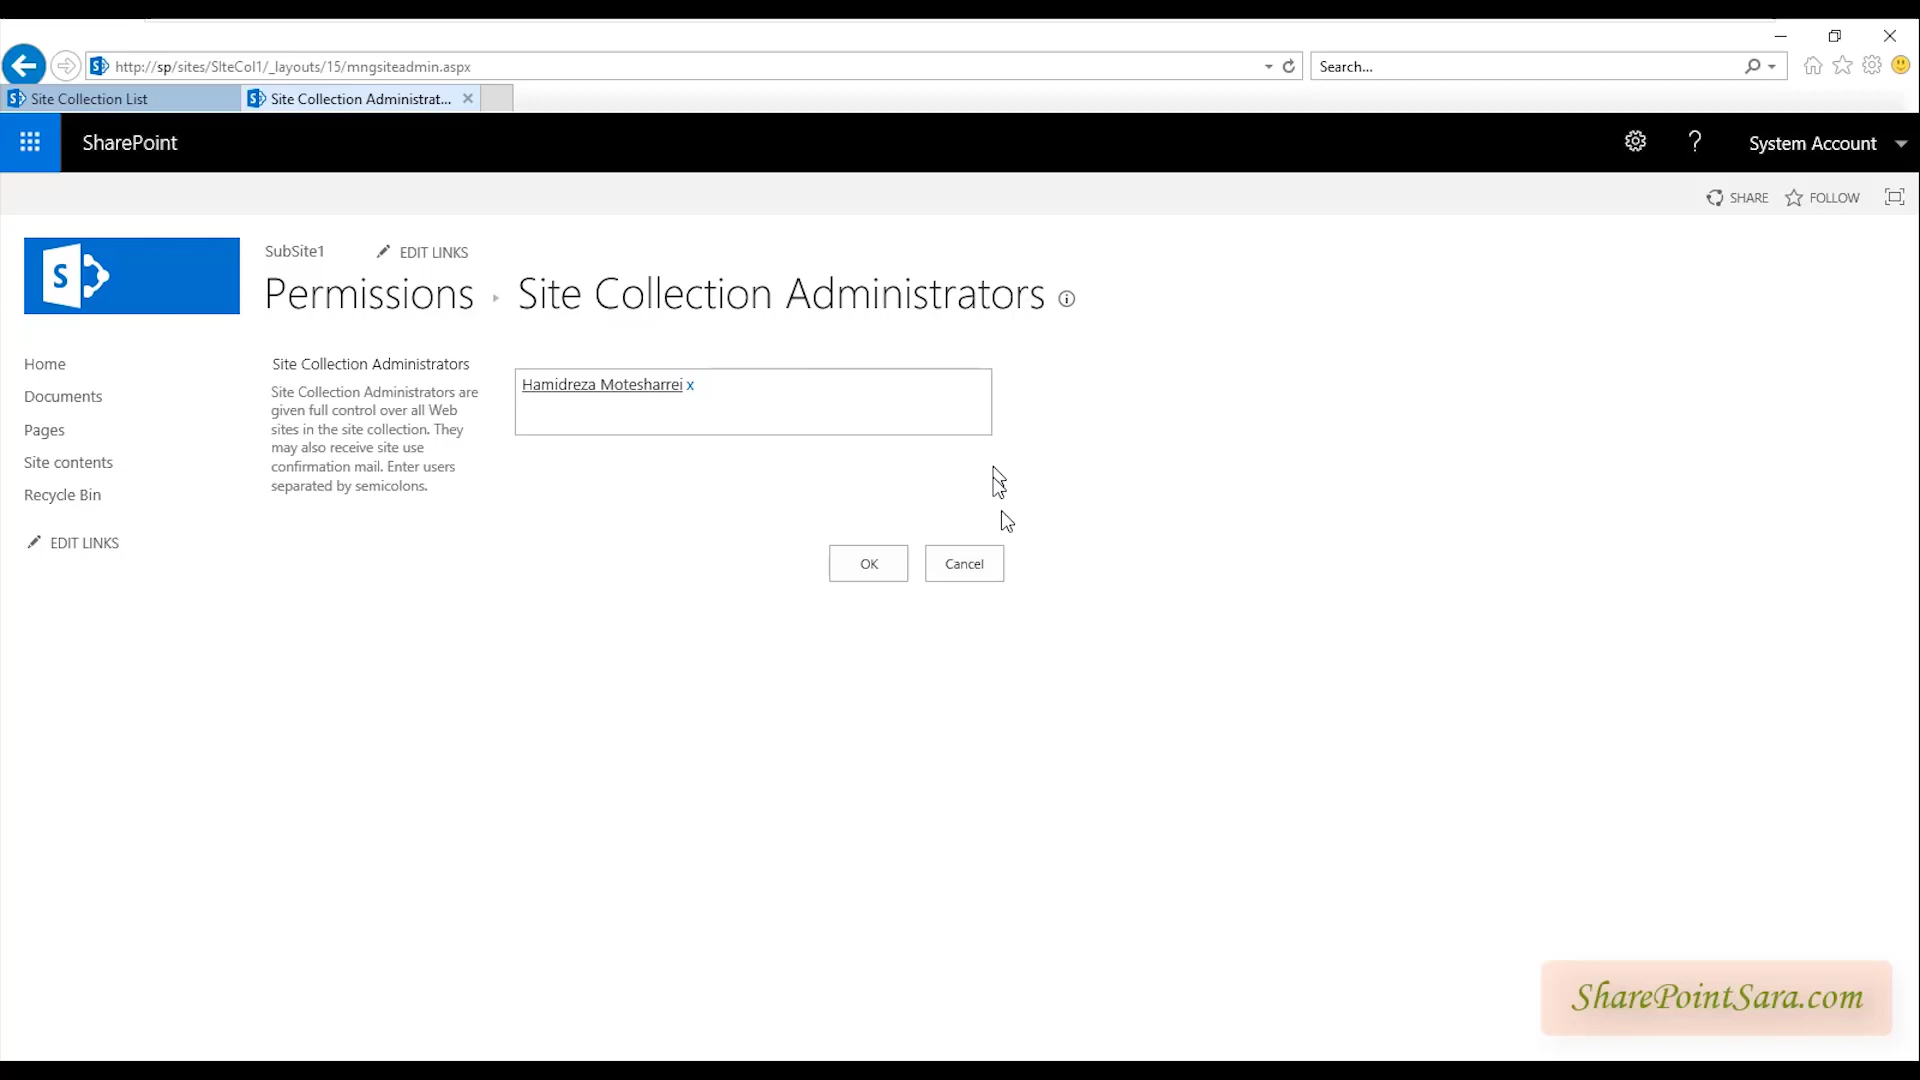 http://sp/sites/SIteCol1/_layouts/15/mngsiteadmin.aspx
Search...
Site Collection List
Site Collection Administrat...
SharePoint
?
System Account
SHARE
FOLLOW
S
SubSite1
EDIT LINKS
Permissions
Site Collection Administrators
Home
Documents
Pages
Site contents
Recycle Bin
EDIT LINKS
Site Collection Administrators
Site Collection Administrators are
given full control over all Web
sites in the site collection. They
may also receive site use
confirmation mail. Enter users
separated by semicolons.
Hamidreza Motesharrei x
OK
Cancel
SharePointSara.com